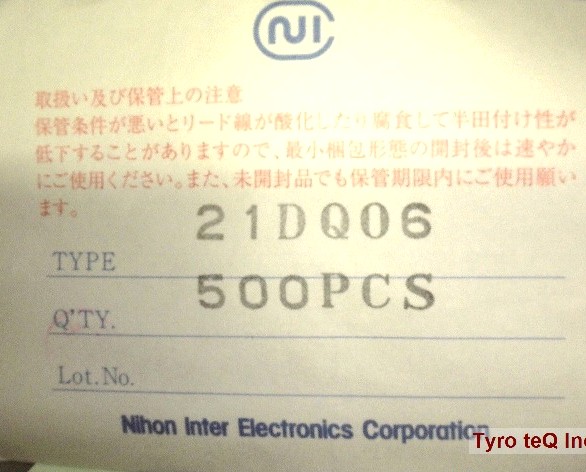 NI
取扱い及び保管上の注意
保管条件が悪いとリード線が酸化したり腐食して半田付け性が
低下することがありますので、最小梱包形態の開封後は速やか
にご使用ください。また、未開封品でも保管期限内にご使用願い
ます。
21DQ06
TYPE
500PCS
Q'TY.
Lot.No.
Nihon Inter Electronics Corporation
Tyro teQ Inc